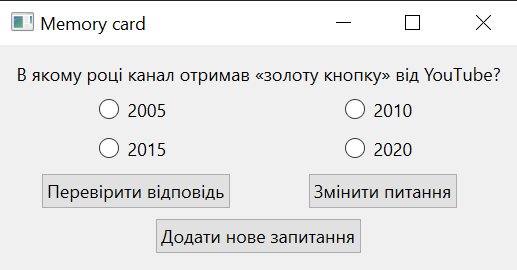 Memory card
В якому році канал отримав «золоту кнопку» від YouTube?
2005 2010
2015 2020
Перевірити відповідь Змінити питання
Додати нове запитання